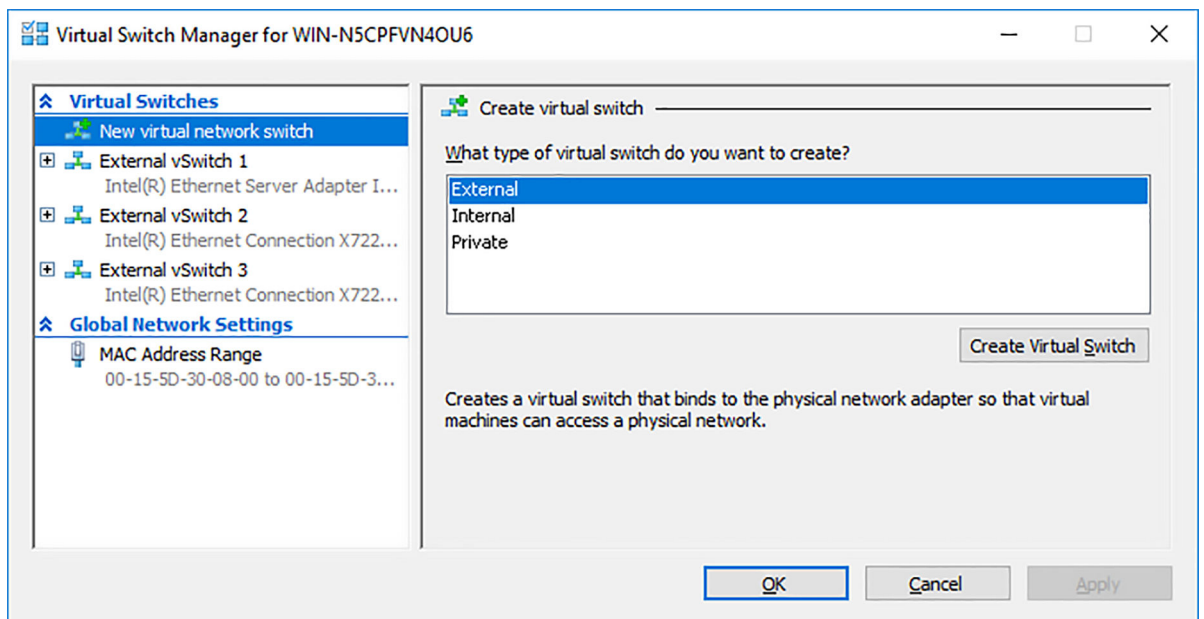 Virtual Switch Manager for WIN-N5CPFVN4OU6
Virtual Switches
New virtual network switch
External vSwitch 1
Intel(R) Ethernet Server Adapter I...
External vSwitch 2
Intel(R) Ethernet Connection X722...
External vSwitch 3
Intel(R) Ethernet Connection X722...
Global Network Settings
MAC Address Range
00-15-5D-30-08-00 to 00-15-5D-3...
Create virtual switch
What type of virtual switch do you want to create?
External
Internal
Private
Create Virtual Switch
Creates a virtual switch that binds to the physical network adapter so that virtual
machines can access a physical network.
OK
Cancel
Apply